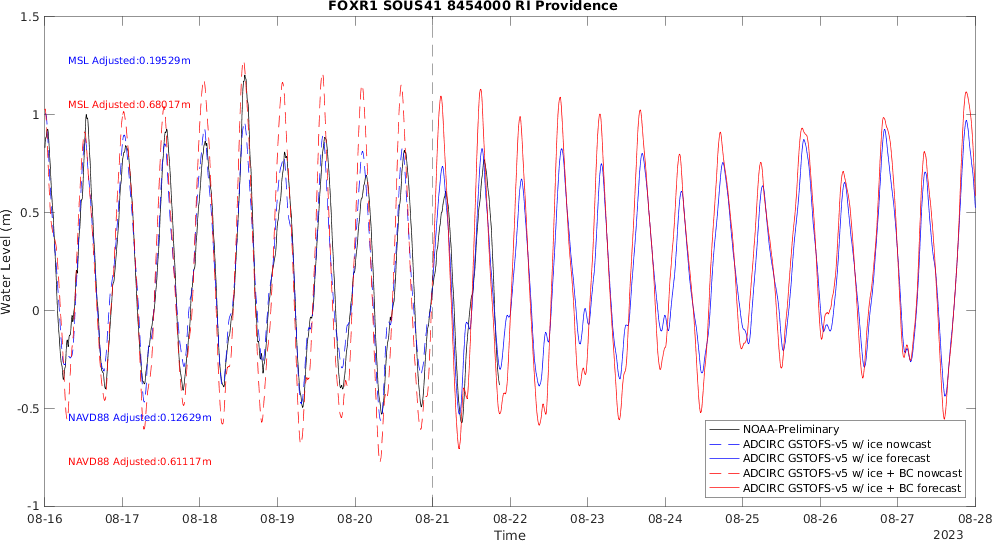 FOXR1 SOUS41 8454000 RI Providence
1.5
MSL Adjusted:0.19529m
MSL Adjusted:0.68017m
1
0.5
Water Level (m)
0
-0.5
NAVD88 Adjusted:0.12629m
NAVD88 Adjusted:0.61117m
-1
NOAA-Preliminary
ADCIRC GSTOFS-v5 w/ ice nowcast
ADCIRC GSTOFS-v5 w/ ice forecast
ADCIRC GSTOFS-v5 w/ ice + BC nowcast
ADCIRC GSTOFS-v5 w/ ice + BC forecast
08-16 08-17 08-18 08-19 08-20 08-21 08-22 08-23 08-24 08-25 08-26 08-27 08-28
Time
2023